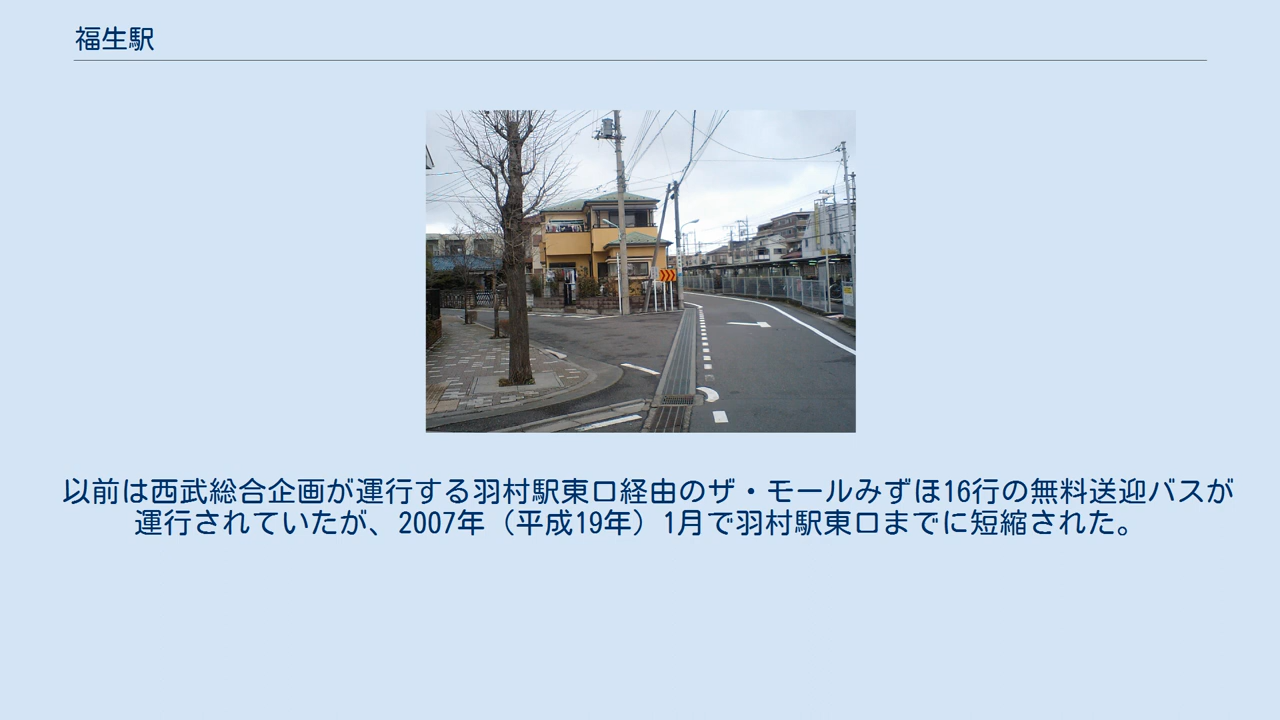 福生駅
以前は西武総合企画が運行する羽村駅東口経由のザ・モールみずほ16行の無料送迎バスが
運行されていたが、2007年（平成19年）1月で羽村駅東口までに短縮された。